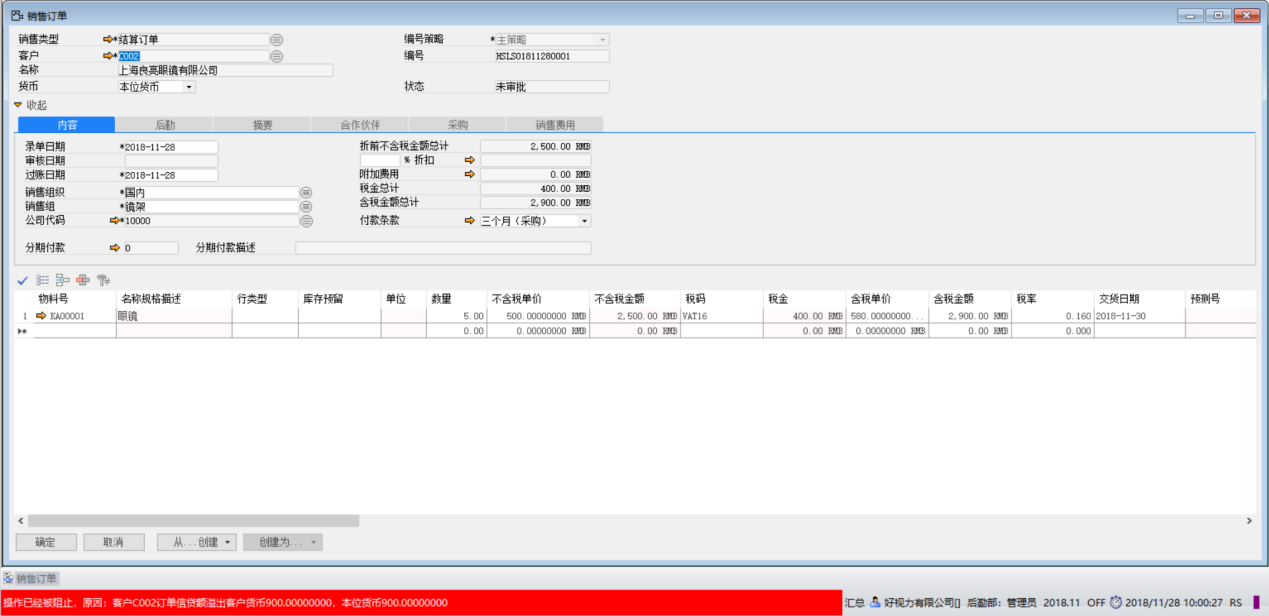 销售订单
销售类型 *结算订单 编号策略 *主策略
客户 *C002 编号 HSLS01811280001
名称 上海良亮眼镜有限公司
货币 本位货币 状态 未审批
收起
内容 后勤 摘要 合作伙伴 采购 销售费用
录单日期 *2018-11-28 折前不含税金额总计 2,500.00 RMB
审核日期 % 折扣
过账日期 *2018-11-28 附加费用 0.00 RMB
销售组织 *国内 税金总计 400.00 RMB
销售组 *镜架 含税金额总计 2,900.00 RMB
公司代码 *10000 付款条款 三个月（采购）
分期付款 0 分期付款描述
物料号 名称规格描述 行类型 库存预留 单位 数量 不含税单价 不含税金额 税码 税金 含税单价 含税金额 税率 交货日期 预测号
1 KA00001 眼镜 5.00 500.00000000 RMB 2,500.00 RMB VAT16 400.00 RMB 580.00000000... 2,900.00 RMB 0.160 2018-11-30
* 0.00 0.00000000 RMB 0.00 RMB 0.00 RMB 0.00000000 RMB 0.00 RMB 0.000
确定 取消 从...创建 创建为...
销售订单
操作已经被阻止，原因：客户C002订单信贷额溢出客户货币900.00000000，本位货币900.00000000 汇总 好视力有限公司[] 后勤部：管理员 2018.11 OFF 2018/11/28 10:00:27 RS